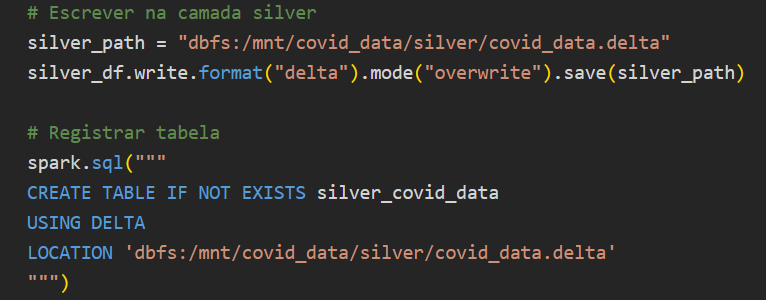 # Escrever na camada silver
silver_path = "dbfs:/mnt/covid_data/silver/covid_data.delta"
silver_df.write.format("delta").mode("overwrite").save(silver_path)
# Registrar tabela
spark.sql("""
CREATE TABLE IF NOT EXISTS silver_covid_data
USING DELTA
LOCATION 'dbfs:/mnt/covid_data/silver/covid_data.delta'
""")